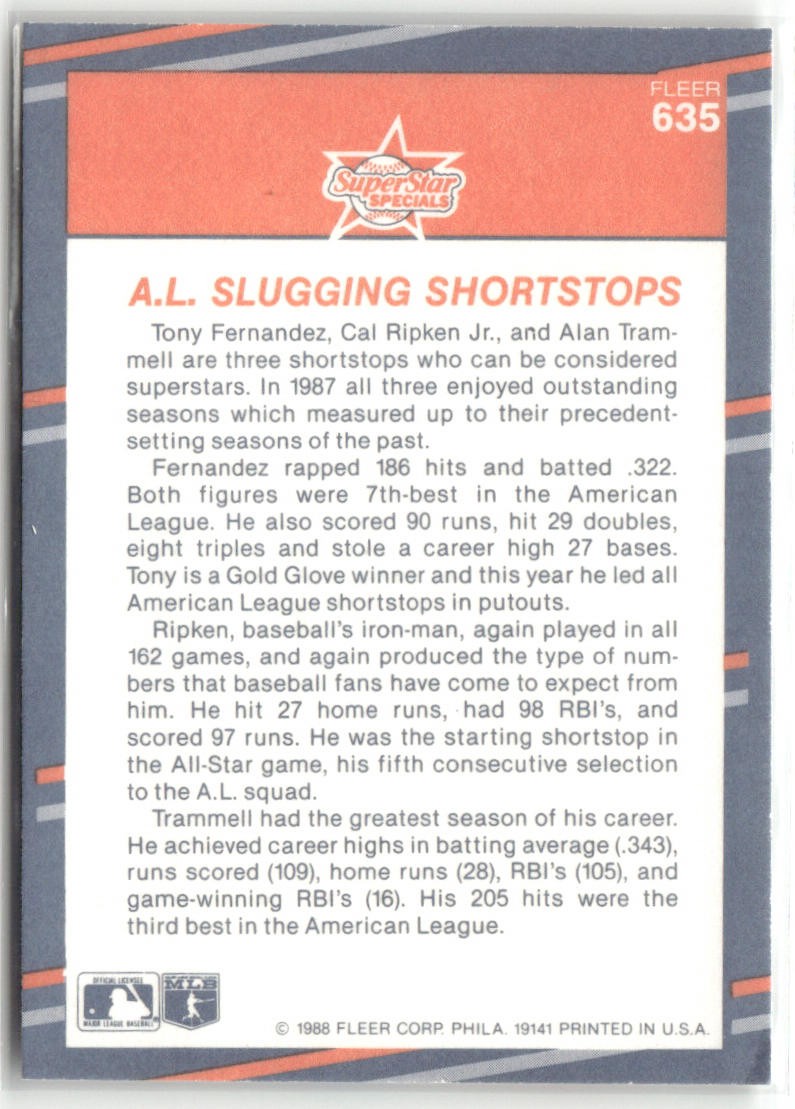 FLEER
635
SuperStar
SPECIALS
A.L. SLUGGING SHORTSTOPS
Tony Fernandez, Cal Ripken Jr., and Alan Tram-
mell are three shortstops who can be considered
superstars. In 1987 all three enjoyed outstanding
seasons which measured up to their precedent-
setting seasons of the past.
Fernandez rapped 186 hits and batted .322.
Both figures were 7th-best in the American
League. He also scored 90 runs, hit 29 doubles,
eight triples and stole a career high 27 bases.
Tony is a Gold Glove winner and this year he led all
American League shortstops in putouts.
Ripken, baseball's iron-man, again played in all
162 games, and again produced the type of num-
bers that baseball fans have come to expect from
him. He hit 27 home runs, had 98 RBI's, and
scored 97 runs. He was the starting shortstop in
the All-Star game, his fifth consecutive selection
to the A.L. squad.
Trammell had the greatest season of his career.
He achieved career highs in batting average (.343),
runs scored (109), home runs (28), RBI's (105), and
game-winning RBI's (16). His 205 hits were the
third best in the American League.
OFFICIAL LICENSEE
MAJOR LEAGUE BASEBALL
MLB
© 1988 FLEER CORP. PHILA. 19141 PRINTED IN U.S.A.